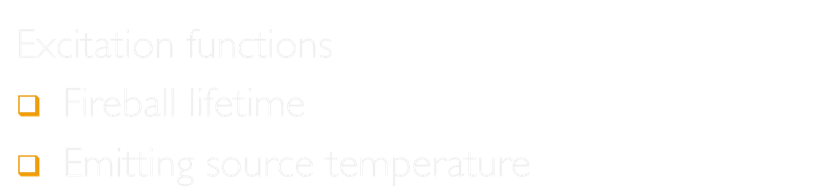 Excitation functions
❑ Fireball lifetime
❑ Emitting source temperature